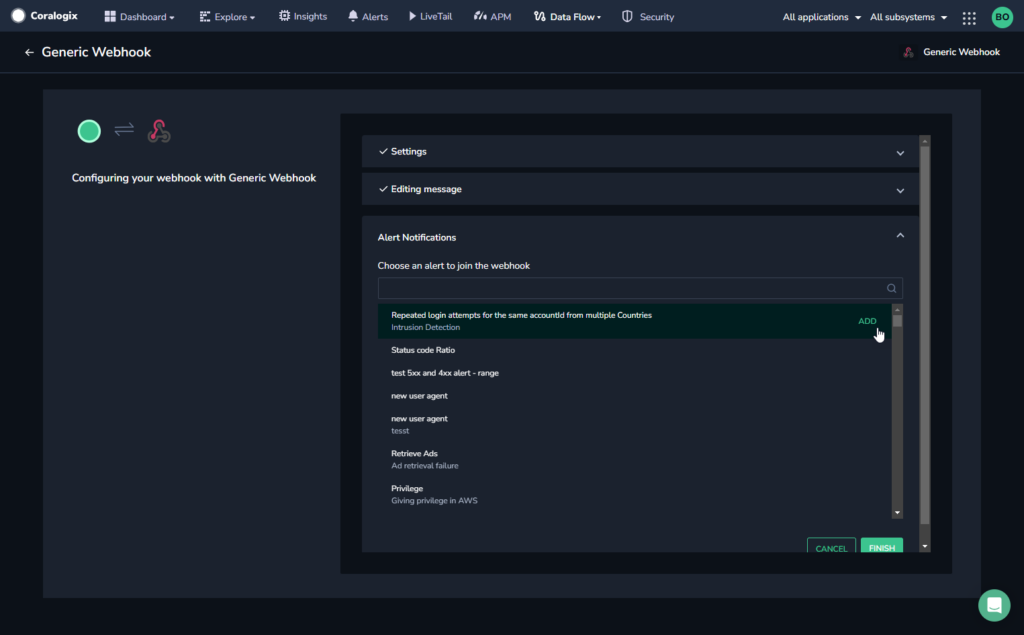 Coralogix Dashboard Explore Insights Alerts LiveTail APM Data Flow Security All applications All subsystems BO
Generic Webhook Generic Webhook
Configuring your webhook with Generic Webhook
Settings
Editing message
Alert Notifications
Choose an alert to join the webhook
Repeated login attempts for the same accountId from multiple Countries
Intrusion Detection
ADD
Status code Ratio
test 5xx and 4xx alert - range
new user agent
new user agent
tesst
Retrieve Ads
Ad retrieval failure
Privilege
Giving privilege in AWS
CANCEL FINISH